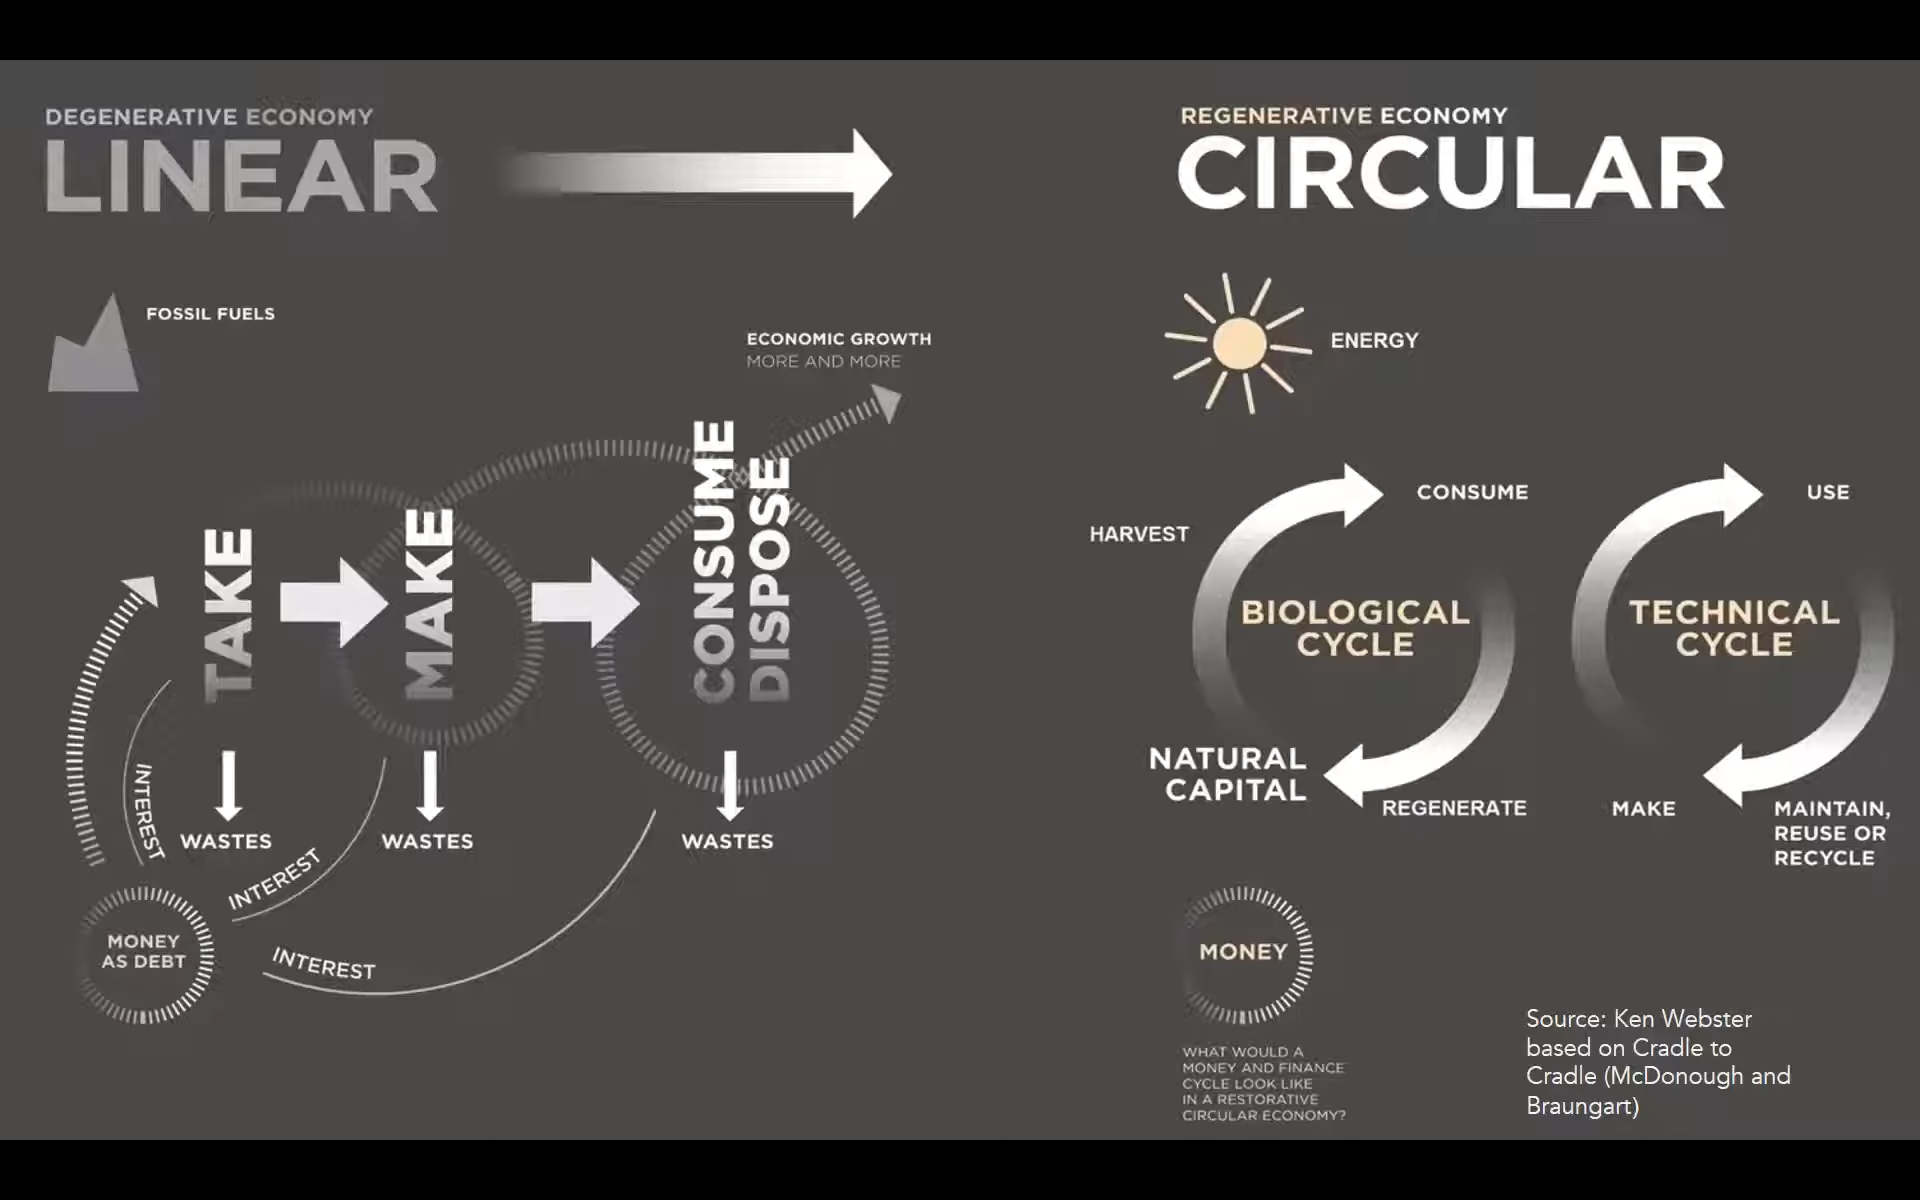 DEGENERATIVE ECONOMY
LINEAR
FOSSIL FUELS
ECONOMIC GROWTH
MORE AND MORE
TAKE
MAKE
CONSUME
DISPOSE
WASTES
WASTES
WASTES
INTEREST
INTEREST
INTEREST
MONEY
AS DEBT
REGENERATIVE ECONOMY
CIRCULAR
ENERGY
HARVEST
CONSUME
BIOLOGICAL
CYCLE
NATURAL
CAPITAL
REGENERATE
USE
TECHNICAL
CYCLE
MAKE
MAINTAIN,
REUSE OR
RECYCLE
MONEY
WHAT WOULD A
MONEY AND FINANCE
CYCLE LOOK LIKE
IN A RESTORATIVE
CIRCULAR ECONOMY?
Source: Ken Webster
based on Cradle to
Cradle (McDonough and
Braungart)